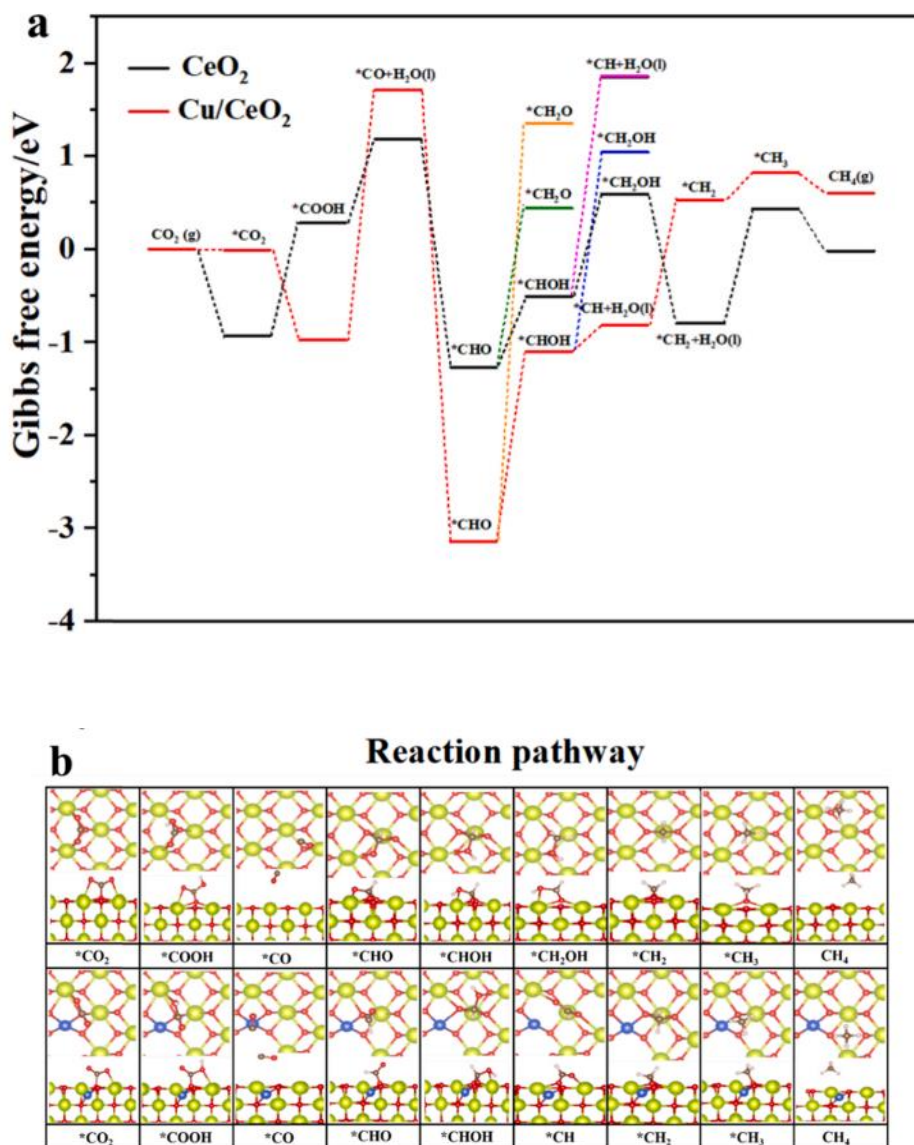 a
CeO₂
Cu/CeO₂
Gibbs free energy/eV
2
1
0
-1
-2
-3
-4
CO₂ (g)
*CO₂
*COOH
*CO+H₂O(l)
*CHO
*CHO
*CH₂O
*CH₂O
*CHOH
*CHOH
*CH+H₂O(l)
*CH₂OH
*CH₂OH
*CH+H₂O(l)
*CH₂
*CH₂+H₂O(l)
*CH₃
CH₄(g)
Reaction pathway
b
*CO₂ *COOH *CO *CHO *CHOH *CH₂OH *CH₂ *CH₃ CH₄
*CO₂ *COOH *CO *CHO *CHOH *CH *CH₂ *CH₃ CH₄